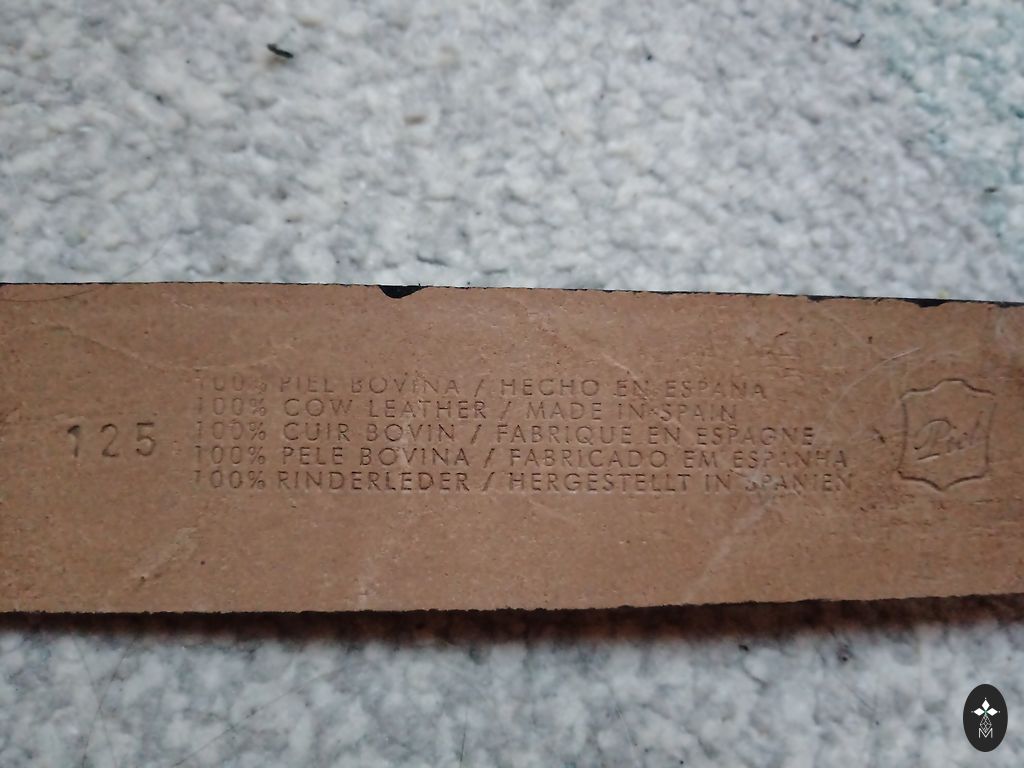 125
100% PIEL BOVINA / HECHO EN ESPANA
100% COW LEATHER / MADE IN SPAIN
100% CUIR BOVIN / FABRIQUE EN ESPAGNE
100% PELE BOVINA / FABRICADO EM ESPANHA
100% RINDERLEDER / HERGESTELLT IN SPANIEN
Piel
M